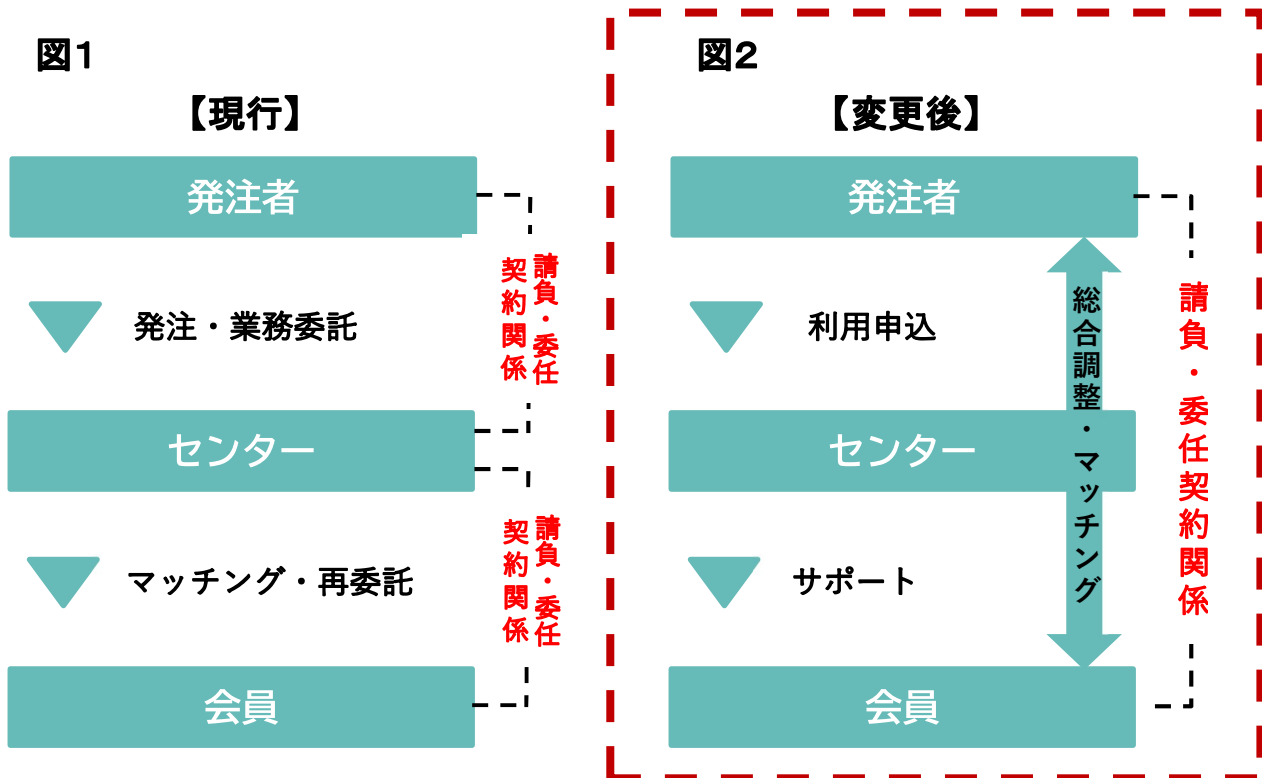 図1
【現行】
発注者
発注・業務委託
請負・委任
契約関係
センター
マッチング・再委託
請負・委任
契約関係
会員
図2
【変更後】
発注者
利用申込
総合調整・マッチング
請負・委任契約関係
センター
サポート
会員